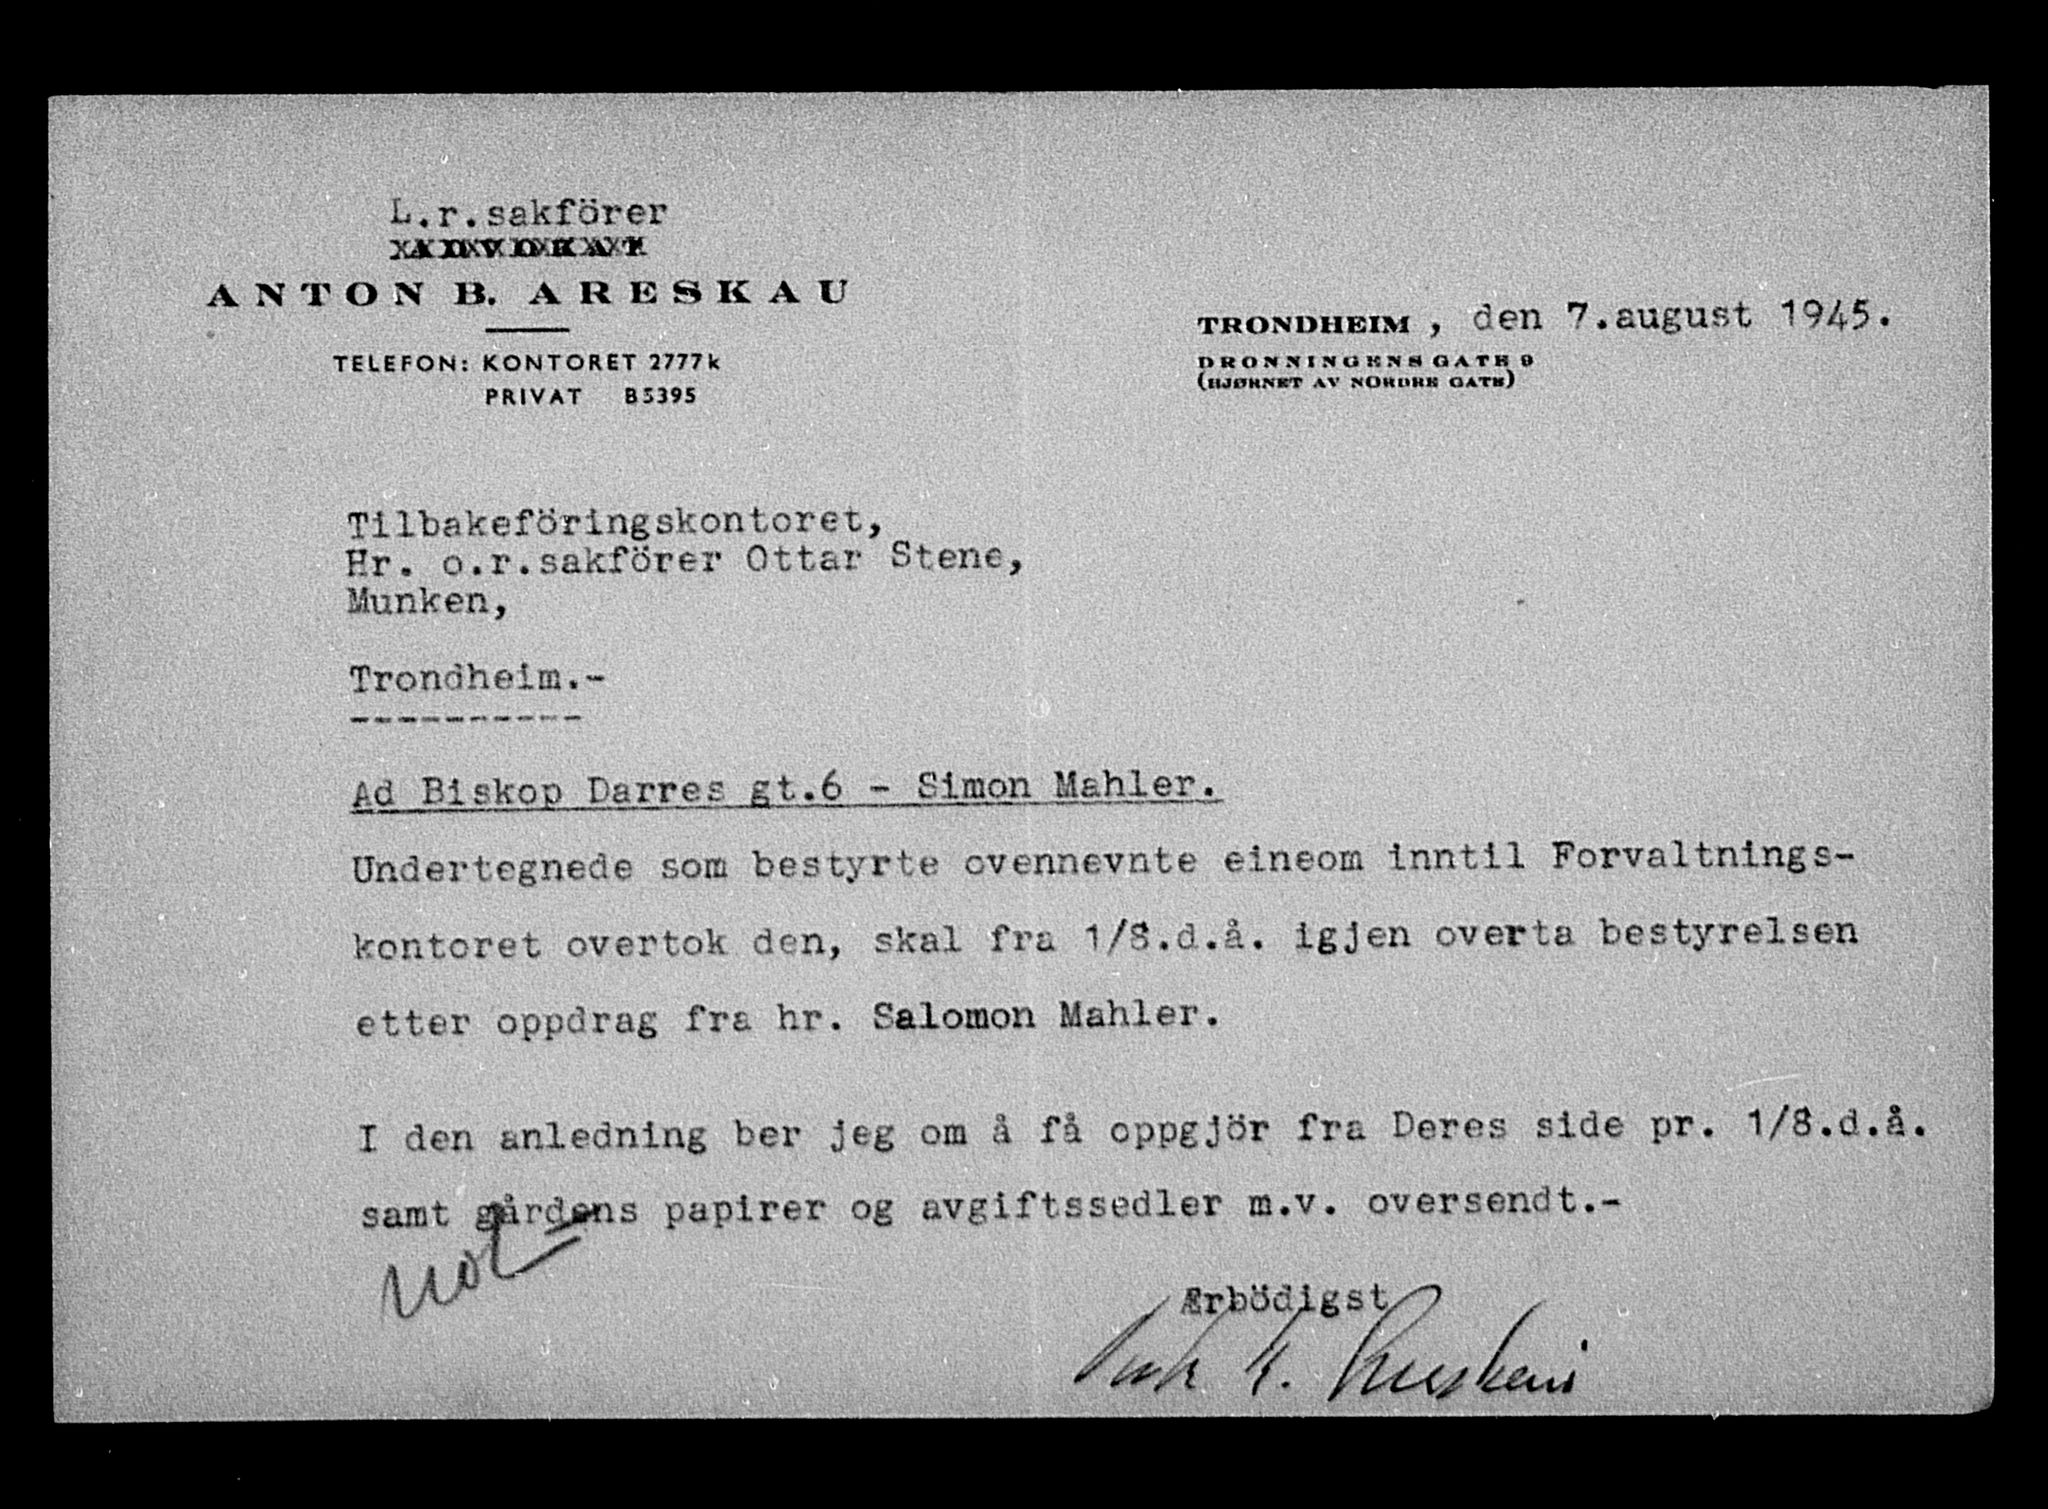 L.r.sakförer
ADVOKAT
ANTON B. ARESKAU
TELEFON: KONTORET 2777k
PRIVAT B5395
TRONDHEIM, den 7.august 1945.
DRONNINGENSGATE 9
(HJØRNET AV NORDRE GATE)
Tilbakeföringskontoret,
Hr. o.r.sakförer Ottar Stene,
Munken,
Trondheim.-
-----------
Ad Biskop Darres gt.6 - Simon Mahler.
Undertegnede som bestyrte ovennevnte eineom inntil Forvaltnings-
kontoret overtok den, skal fra 1/8.d.å. igjen overta bestyrelsen
etter oppdrag fra hr. Salomon Mahler.
I den anledning ber jeg om å få oppgjör fra Deres side pr. 1/8.d.å.
samt gårdens papirer og avgiftssedler m.v. oversendt.-
Ærbödigst